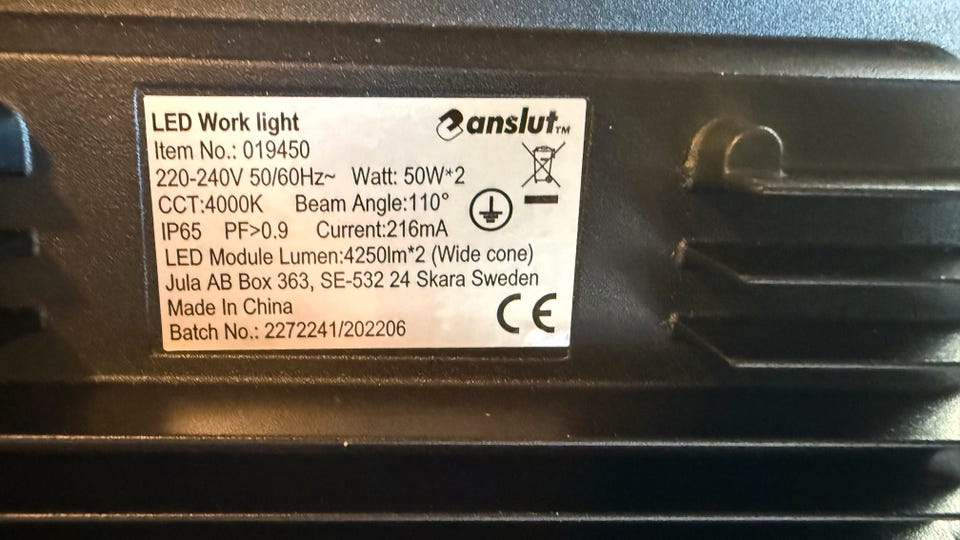 LED Work light
anslut™
Item No.: 019450
220-240V 50/60Hz~ Watt: 50W*2
CCT:4000K Beam Angle:110°
IP65 PF>0.9 Current:216mA
LED Module Lumen:4250lm*2 (Wide cone)
Jula AB Box 363, SE-532 24 Skara Sweden
Made In China
CE
Batch No.: 2272241/202206